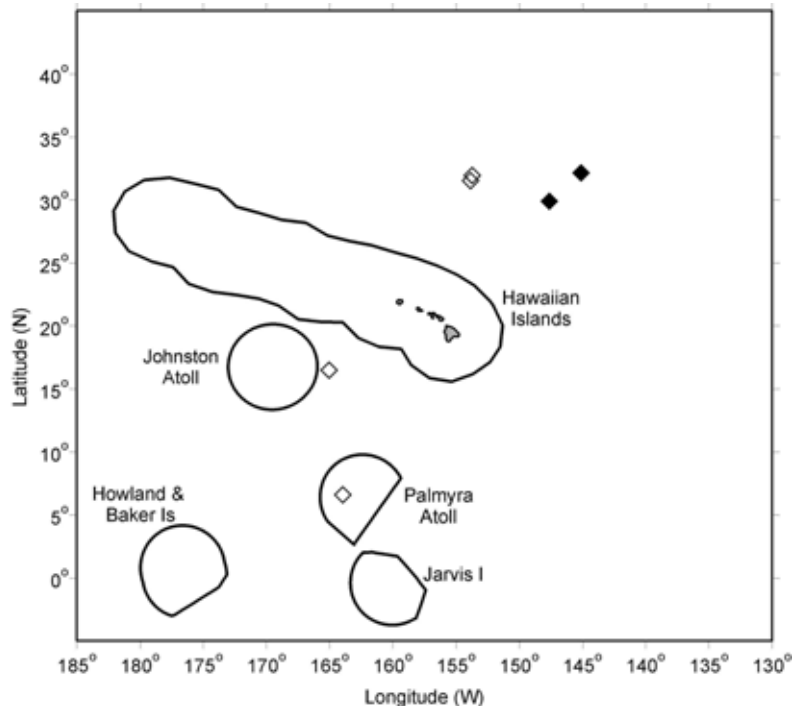 40°
35°
30°
25°
20°
15°
10°
5°
0°
Latitude (N)
Hawaiian
Islands
Johnston
Atoll
Howland &
Baker Is
Palmyra
Atoll
Jarvis I
185° 180° 175° 170° 165° 160° 155° 150° 145° 140° 135° 130°
Longitude (W)